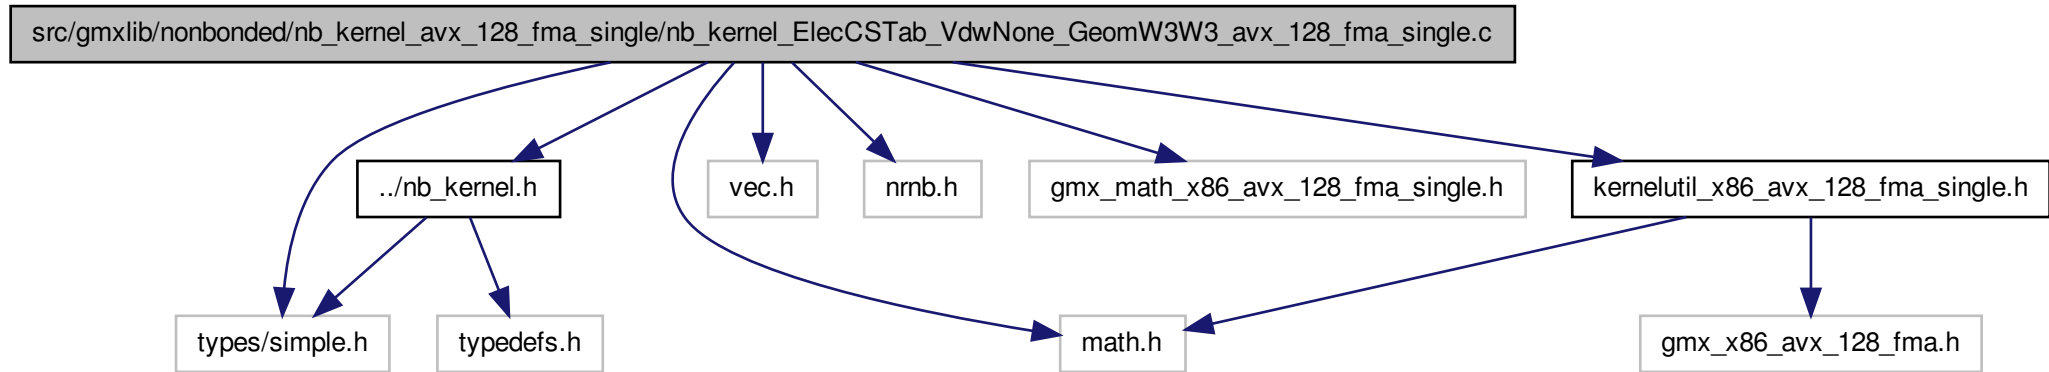 src/gmxlib/nonbonded/nb_kernel_avx_128_fma_single/nb_kernel_ElecCSTab_VdwNone_GeomW3W3_avx_128_fma_single.c
../nb_kernel.h
vec.h
nrnb.h
gmx_math_x86_avx_128_fma_single.h
kernelutil_x86_avx_128_fma_single.h
types/simple.h
typedefs.h
math.h
gmx_x86_avx_128_fma.h